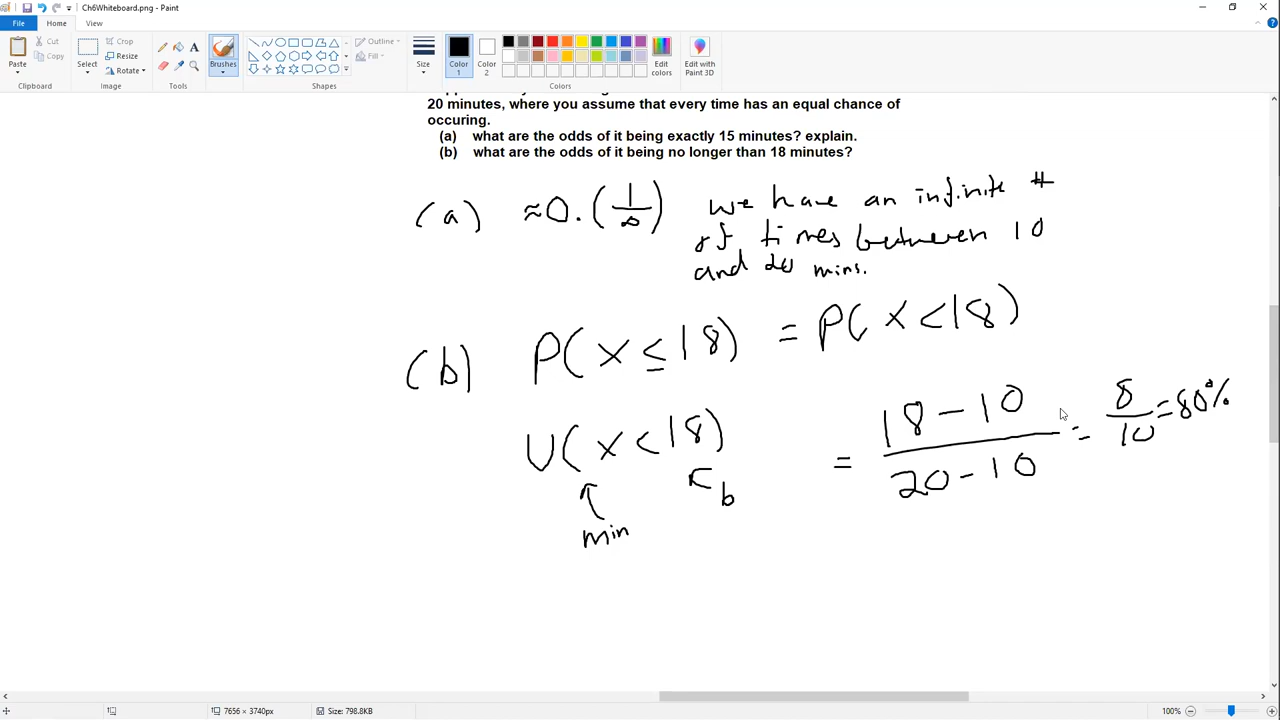 Ch6Whiteboard.png - Paint
File Home View
Paste
Cut
Copy
Clipboard
Select
Crop
Resize
Rotate
Image
Tools
Brushes
Shapes
Outline
Fill
Size
Color 1
Color 2
Edit colors
Edit with Paint 3D
Colors
20 minutes, where you assume that every time has an equal chance of
occuring.
(a) what are the odds of it being exactly 15 minutes? explain.
(b) what are the odds of it being no longer than 18 minutes?
(a) ≈0. (1/∞) we have an infinite #
of times between 10
and 20 mins.
(b) P(x ≤ 18) = P(x < 18)
U(x < 18) = 18-10/20-10 = 8/10 = 80%
min b
7656 × 3740px Size: 798.8KB 100%